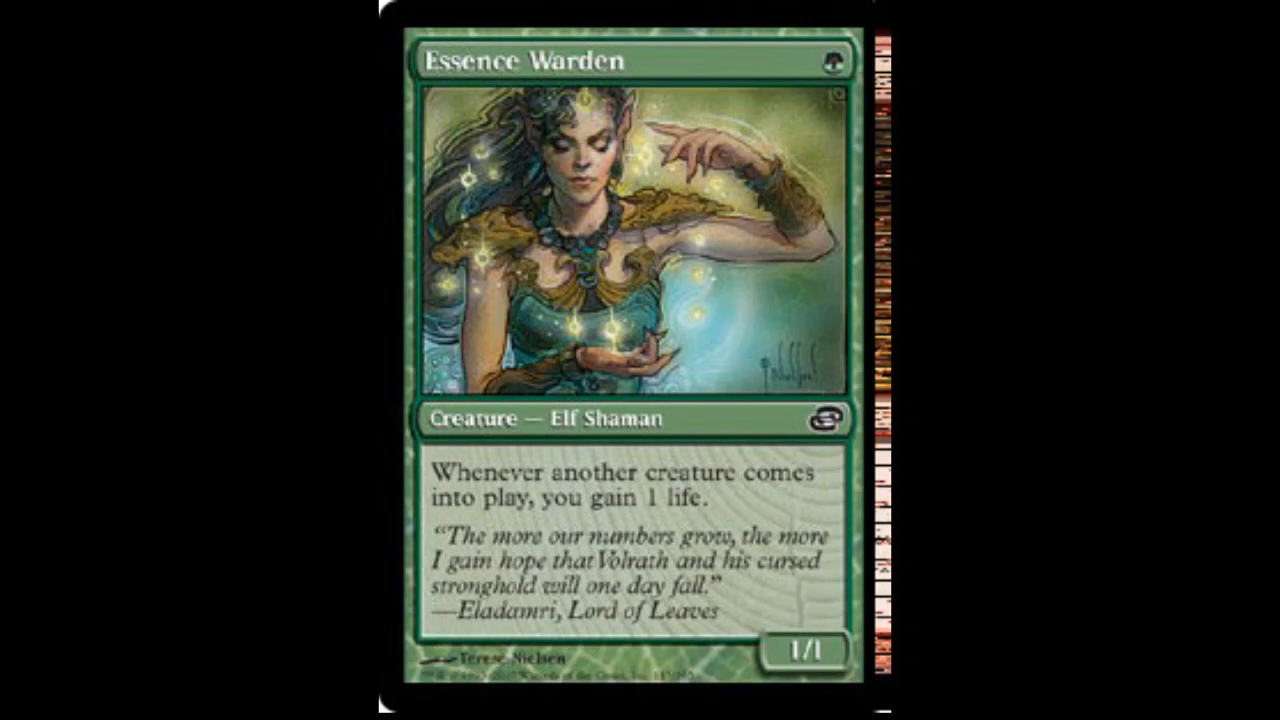 Essence Warden
Creature — Elf Shaman
Whenever another creature comes
into play, you gain 1 life.
“The more our numbers grow, the more
I gain hope that Volrath and his cursed
stronghold will one day fall.”
—Eladamri, Lord of Leaves
1/1
Terese Nielsen